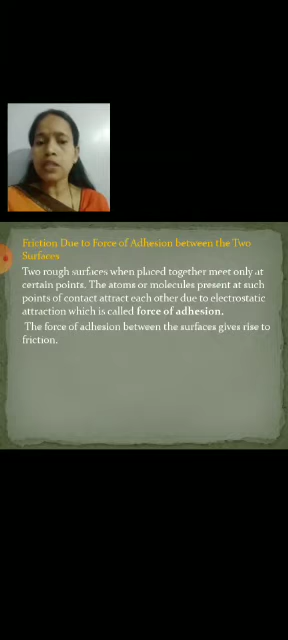 Friction Due to Force of Adhesion between the Two
Surfaces
Two rough surfaces when placed together meet only at
certain points. The atoms or molecules present at such
points of contact attract each other due to electrostatic
attraction which is called force of adhesion.
The force of adhesion between the surfaces gives rise to
friction.